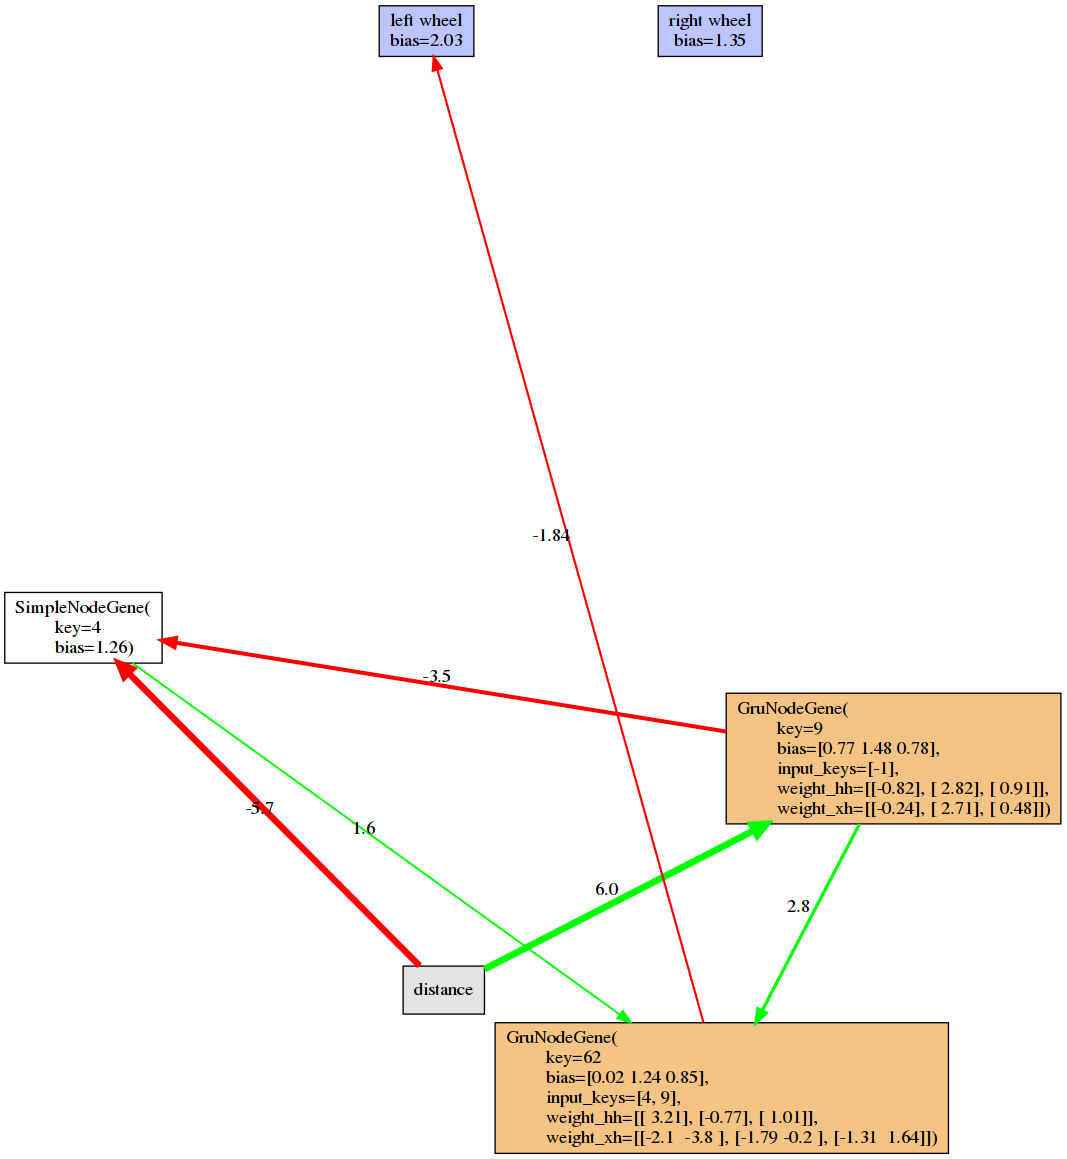 left wheel
bias=2.03
right wheel
bias=1.35
-1.84
SimpleNodeGene(
key=4
bias=1.26)
-3.5
GruNodeGene(
key=9
bias=[0.77 1.48 0.78],
input_keys=[-1],
weight_hh=[[-0.82], [ 2.82], [ 0.91]],
weight_xh=[[-0.24], [ 2.71], [ 0.48]])
-5.7
1.6
6.0
2.8
distance
GruNodeGene(
key=62
bias=[0.02 1.24 0.85],
input_keys=[4, 9],
weight_hh=[[ 3.21], [-0.77], [ 1.01]],
weight_xh=[[-2.1  -3.8 ], [-1.79 -0.2 ], [-1.31  1.64]])